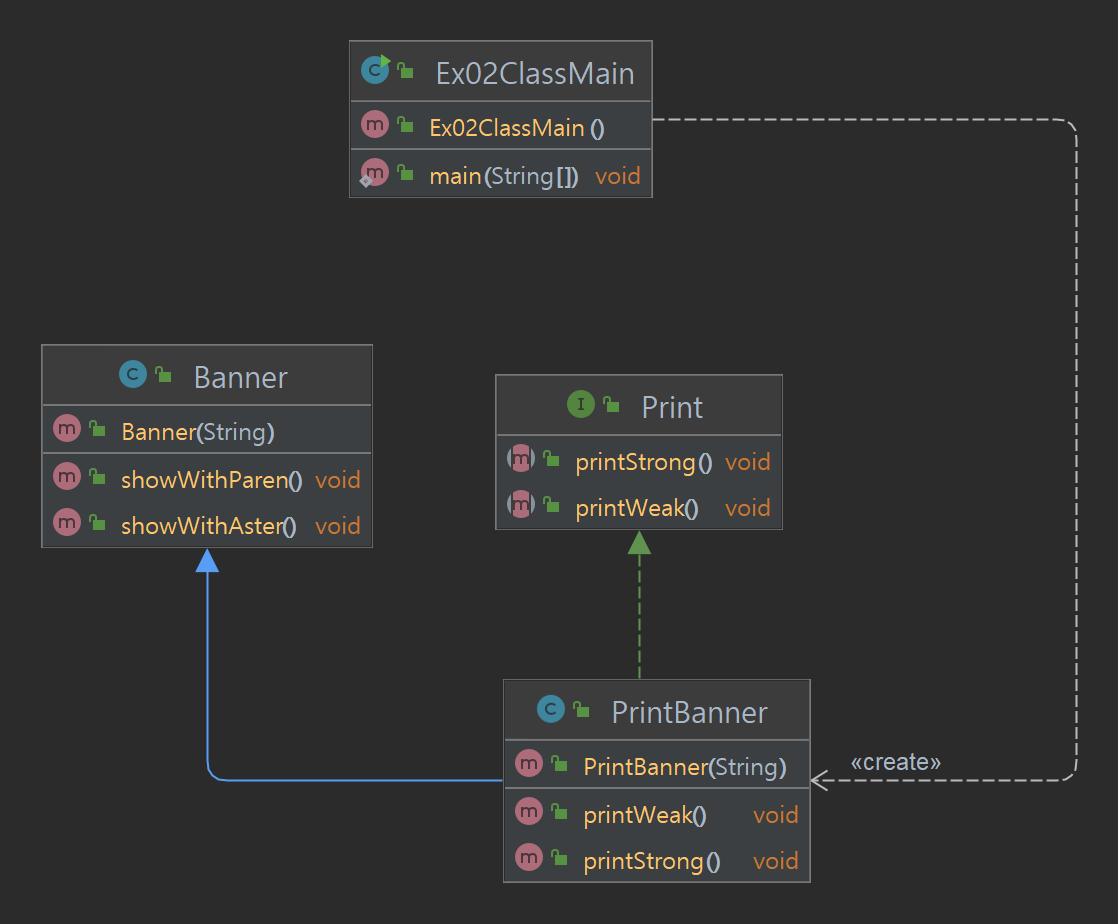 Ex02ClassMain
Ex02ClassMain ()
main(String[]) void
Banner
Banner(String)
showWithParen() void
showWithAster() void
Print
printStrong() void
printWeak() void
PrintBanner
PrintBanner(String)
printWeak() void
printStrong() void
«create»